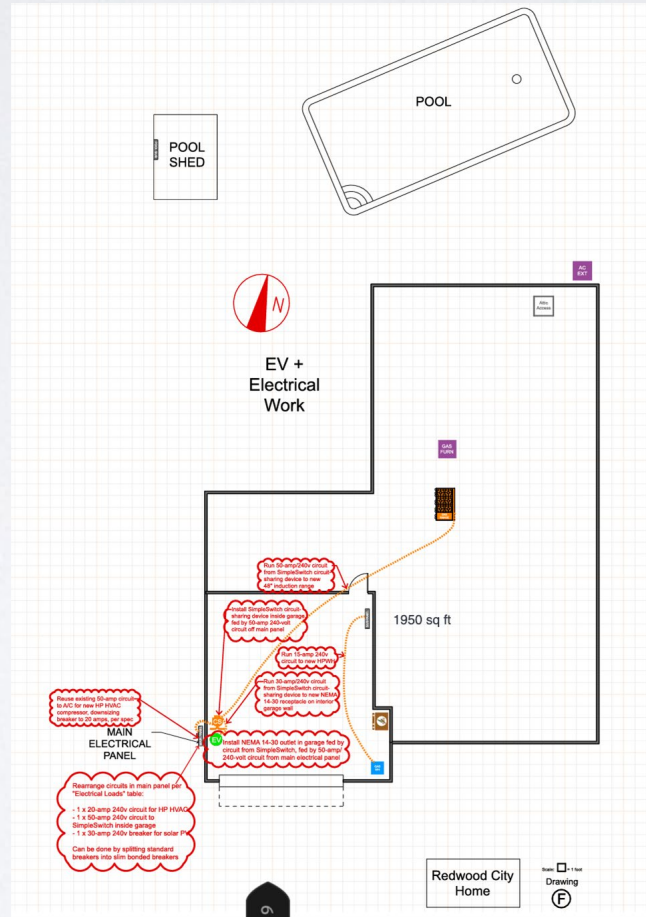 POOL
POOL
SHED
AC
EXT
Attic
Access
N
EV +
Electrical
Work
GAS
FURN
Run 50-amp/240v circuit
from SimpleSwitch circuit-
sharing device to new
48" induction range
Install SimpleSwitch circuit-
sharing device inside garage
fed by 50-amp 240-volt
circuit off main panel
1950 sq ft
Run 15-amp 240v
circuit to new HPWH
Run 30-amp/240v circuit
from SimpleSwitch circuit-
sharing device to new NEMA
14-30 receptacle on interior
garage wall
Reuse existing 50-amp circuit
to A/C for new HP HVAC
compressor, downsizing
breaker to 20 amps, per spec
CS
EV
MAIN
ELECTRICAL
PANEL
Install NEMA 14-30 outlet in garage fed by
circuit from SimpleSwitch, fed by 50-amp/
240-volt circuit from main electrical panel
Rearrange circuits in main panel per
"Electrical Loads" table:
- 1 x 20-amp 240v circuit for HP HVAC
- 1 x 50-amp 240v circuit to
SimpleSwitch inside garage
- 1 x 30-amp 240v breaker for solar PV
Can be done by splitting standard
breakers into slim bonded breakers
Redwood City
Home
Scale: = 1 foot
Drawing
F
6